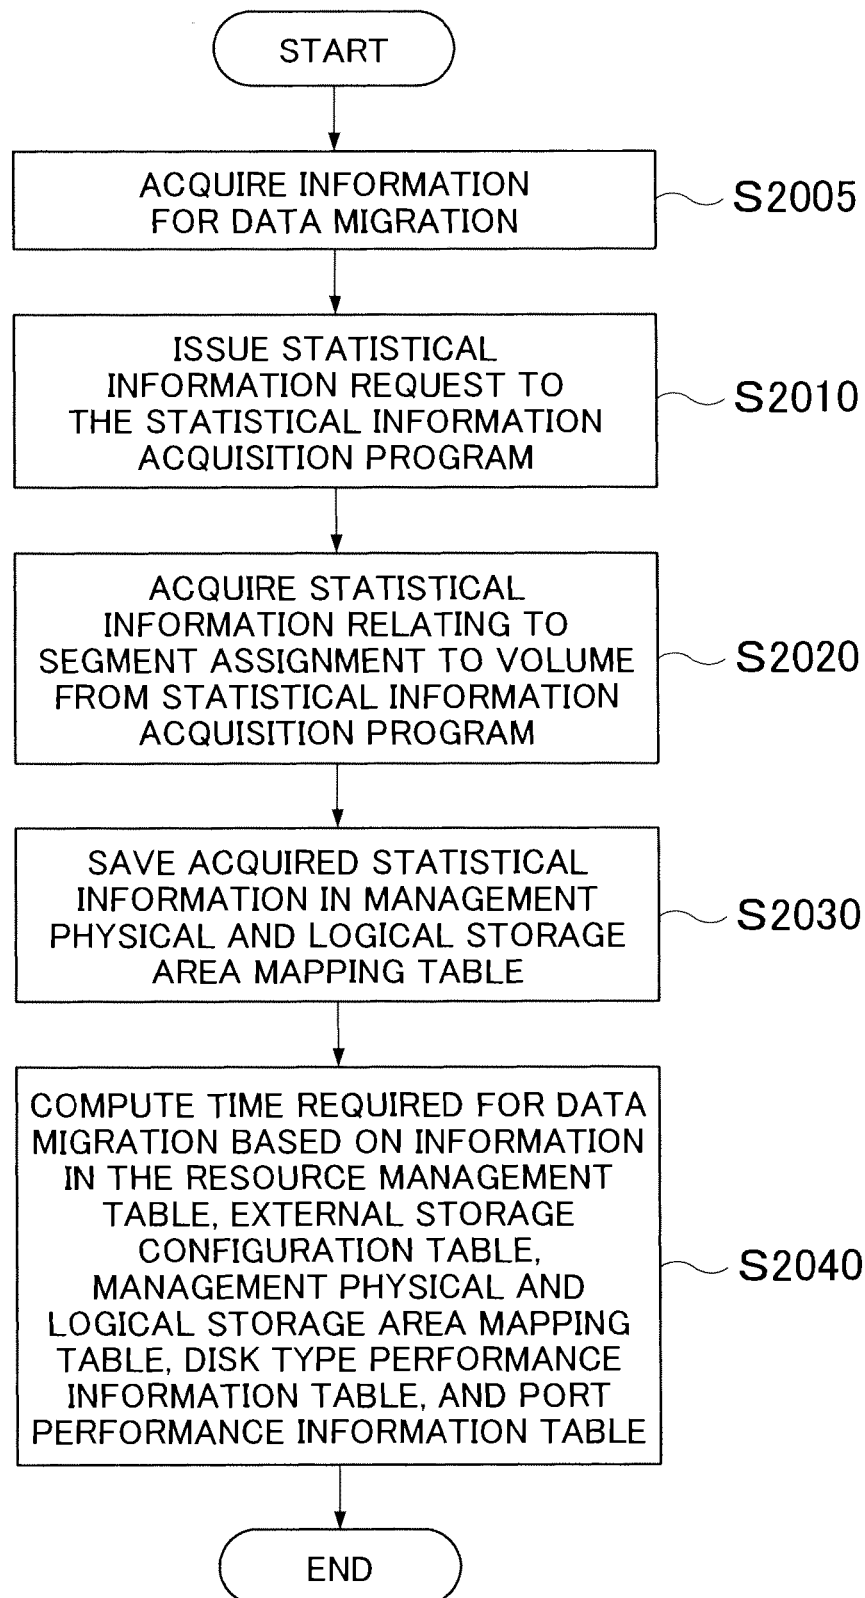 START
ACQUIRE INFORMATION
FOR DATA MIGRATION
S2005
ISSUE STATISTICAL
INFORMATION REQUEST TO
THE STATISTICAL INFORMATION
ACQUISITION PROGRAM
S2010
ACQUIRE STATISTICAL
INFORMATION RELATING TO
SEGMENT ASSIGNMENT TO VOLUME
FROM STATISTICAL INFORMATION
ACQUISITION PROGRAM
S2020
SAVE ACQUIRED STATISTICAL
INFORMATION IN MANAGEMENT
PHYSICAL AND LOGICAL STORAGE
AREA MAPPING TABLE
S2030
COMPUTE TIME REQUIRED FOR DATA
MIGRATION BASED ON INFORMATION
IN THE RESOURCE MANAGEMENT
TABLE, EXTERNAL STORAGE
CONFIGURATION TABLE,
MANAGEMENT PHYSICAL AND
LOGICAL STORAGE AREA MAPPING
TABLE, DISK TYPE PERFORMANCE
INFORMATION TABLE, AND PORT
PERFORMANCE INFORMATION TABLE
S2040
END